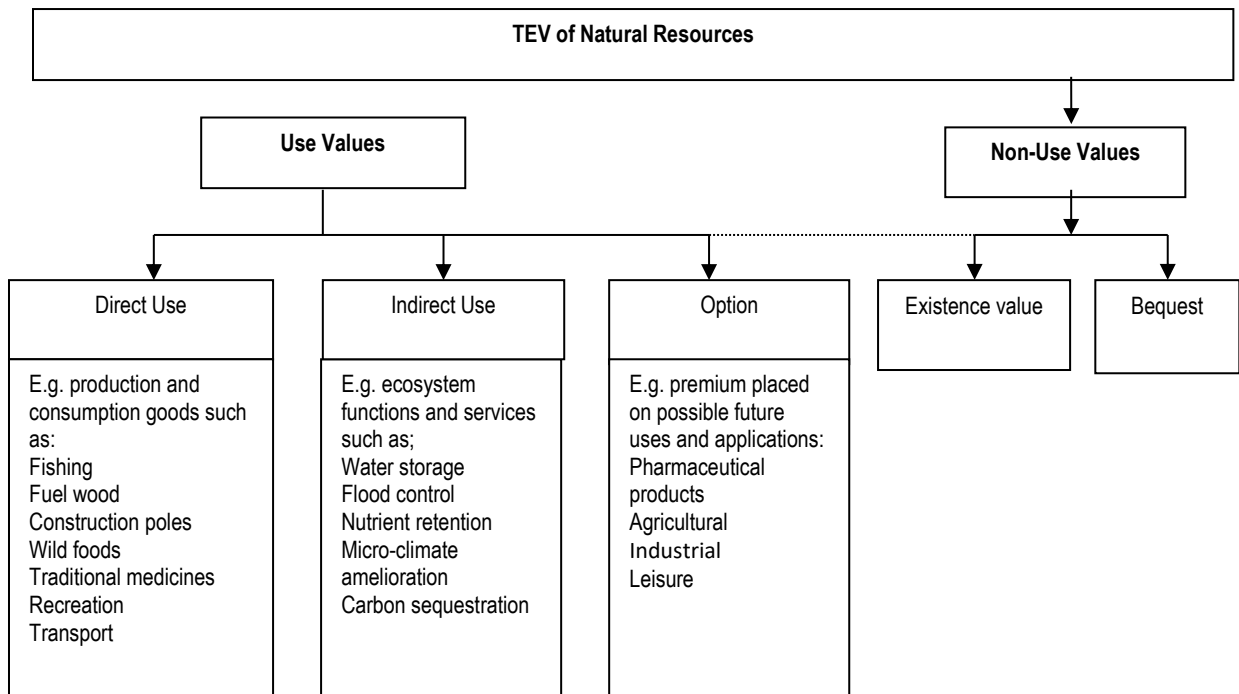 TEV of Natural Resources
Use Values
Non-Use Values
Direct Use
Indirect Use
Option
Existence value
Bequest
E.g. production and
consumption goods such
as:
Fishing
Fuel wood
Construction poles
Wild foods
Traditional medicines
Recreation
Transport
E.g. ecosystem
functions and services
such as;
Water storage
Flood control
Nutrient retention
Micro-climate
amelioration
Carbon sequestration
E.g. premium placed
on possible future
uses and applications:
Pharmaceutical
products
Agricultural
Industrial
Leisure